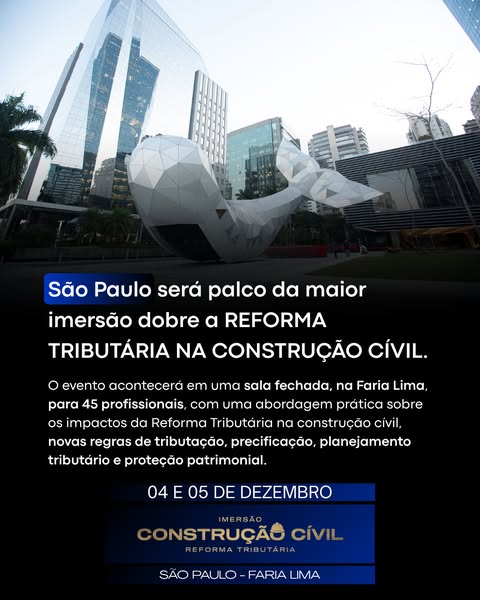 São Paulo será palco da maior
imersão dobre a REFORMA
TRIBUTÁRIA NA CONSTRUÇÃO CÍVIL.
O evento acontecerá em uma sala fechada, na Faria Lima,
para 45 profissionais, com uma abordagem prática sobre
os impactos da Reforma Tributária na construção civil,
novas regras de tributação, precificação, planejamento
tributário e proteção patrimonial.
04 E 05 DE DEZEMBRO
IMERSÃO
CONSTRUÇÃO CÍVIL
REFORMA TRIBUTÁRIA
SÃO PAULO - FARIA LIMA